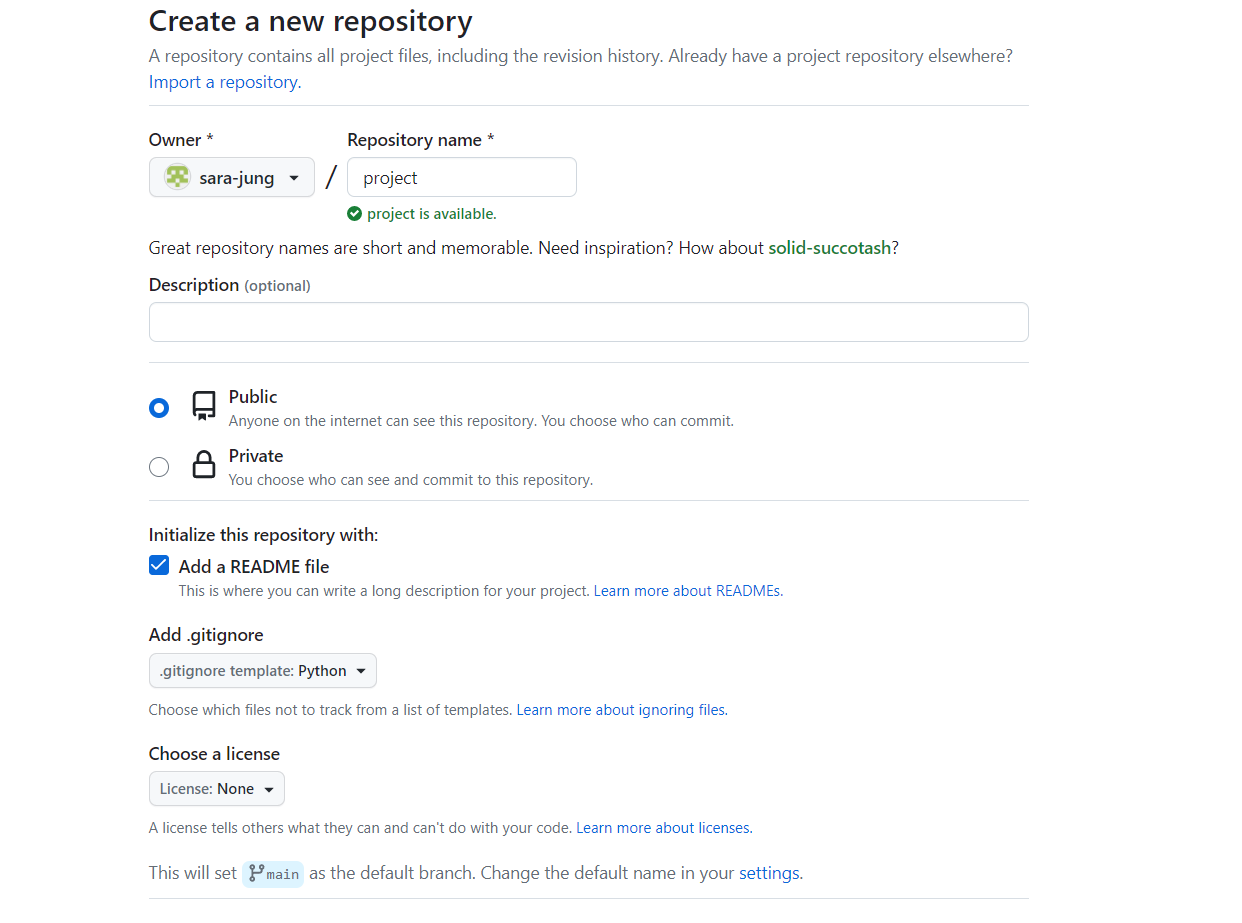 Create a new repository
A repository contains all project files, including the revision history. Already have a project repository elsewhere?
Import a repository.
Owner *
Repository name *
sara-jung
/
project
project is available.
Great repository names are short and memorable. Need inspiration? How about solid-succotash?
Description (optional)
Public
Anyone on the internet can see this repository. You choose who can commit.
Private
You choose who can see and commit to this repository.
Initialize this repository with:
Add a README file
This is where you can write a long description for your project. Learn more about READMEs.
Add .gitignore
.gitignore template: Python
Choose which files not to track from a list of templates. Learn more about ignoring files.
Choose a license
License: None
A license tells others what they can and can't do with your code. Learn more about licenses.
This will set main as the default branch. Change the default name in your settings.